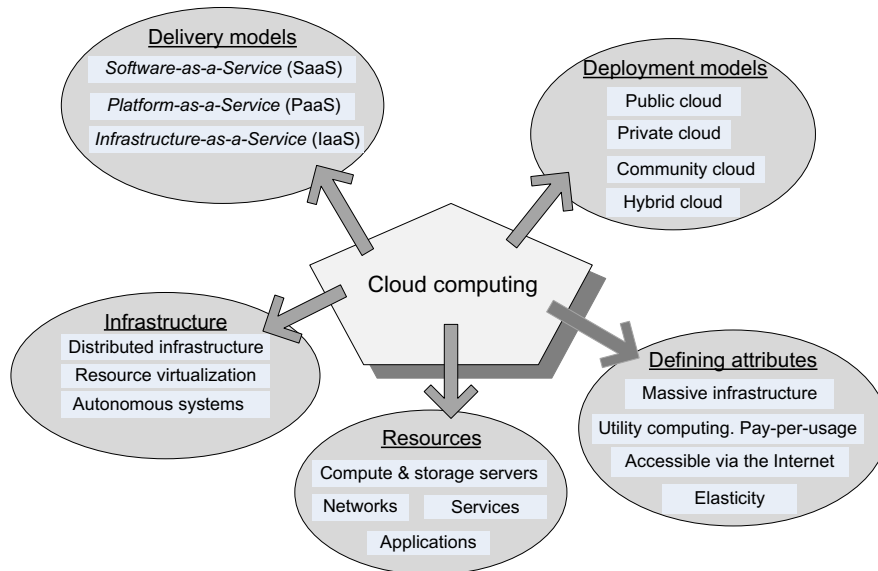 Delivery models
Software-as-a-Service (SaaS)
Platform-as-a-Service (PaaS)
Infrastructure-as-a-Service (IaaS)
Deployment models
Public cloud
Private cloud
Community cloud
Hybrid cloud
Cloud computing
Infrastructure
Distributed infrastructure
Resource virtualization
Autonomous systems
Resources
Compute & storage servers
Networks
Services
Applications
Defining attributes
Massive infrastructure
Utility computing. Pay-per-usage
Accessible via the Internet
Elasticity